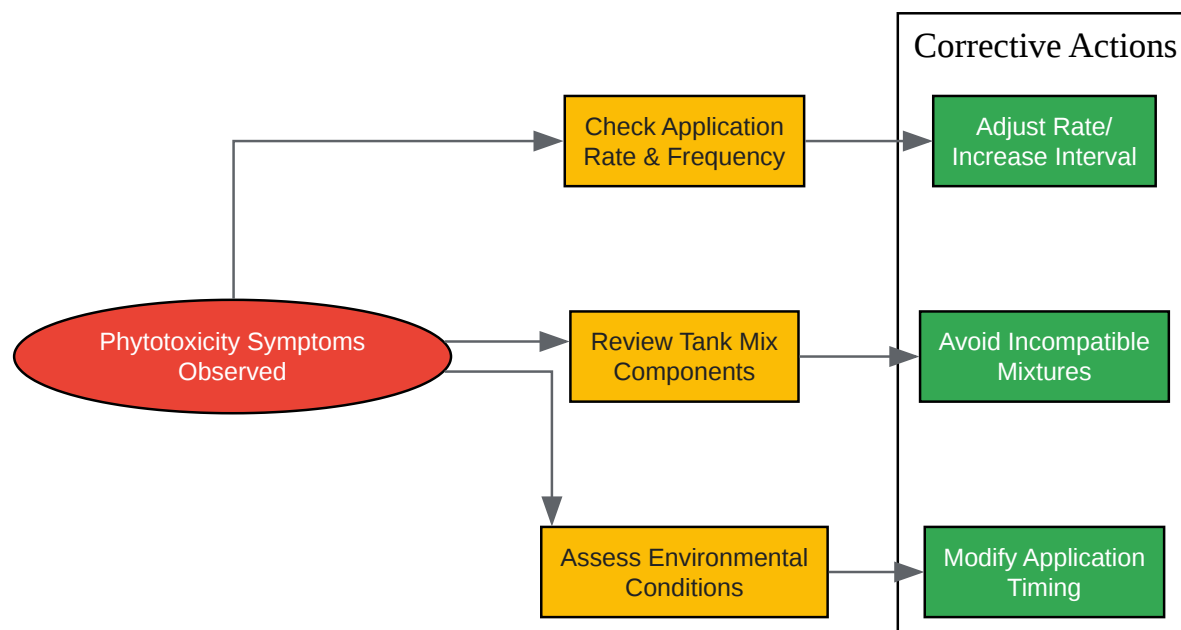 Corrective Actions
Check Application
Rate & Frequency
Adjust Rate/
Increase Interval
Phytotoxicity Symptoms
Observed
Review Tank Mix
Components
Avoid Incompatible
Mixtures
Assess Environmental
Conditions
Modify Application
Timing